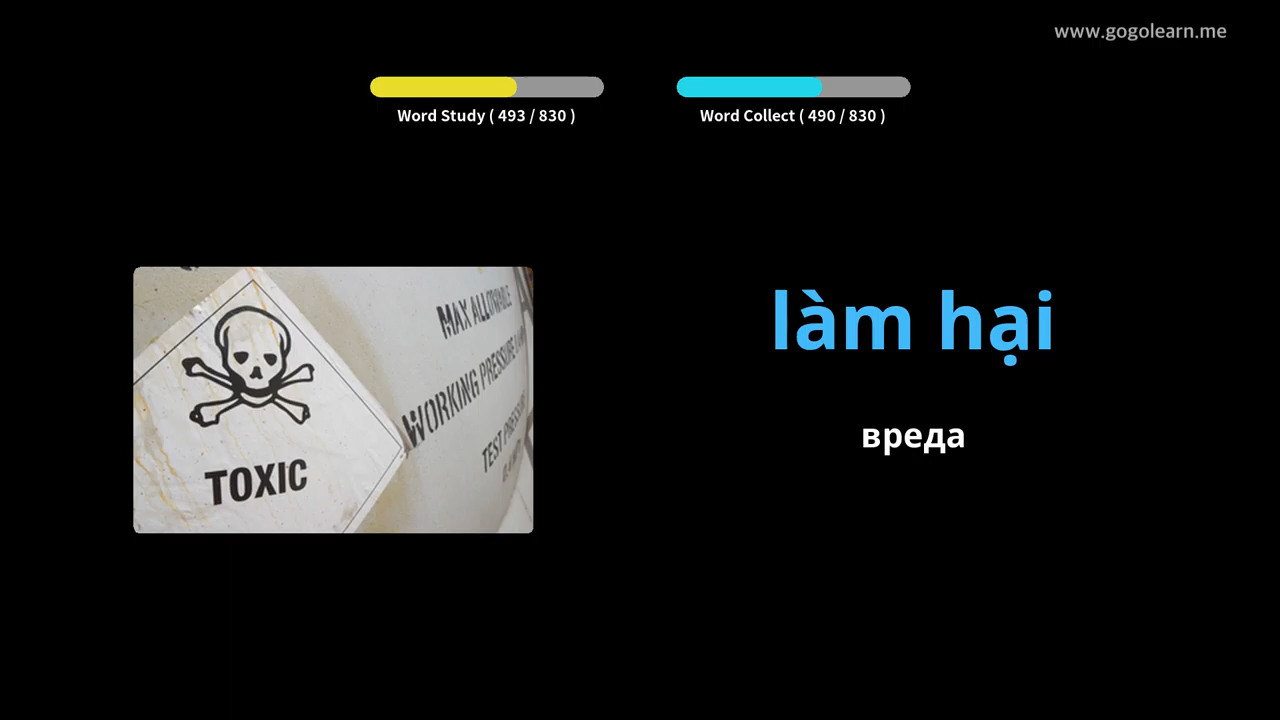 www.gogolearn.me
Word Study ( 493 / 830 )
Word Collect ( 490 / 830 )
làm hại
вреда
MAX ALLOWABLE
WORKING PRESSURE
TEST PRESSURE
TOXIC